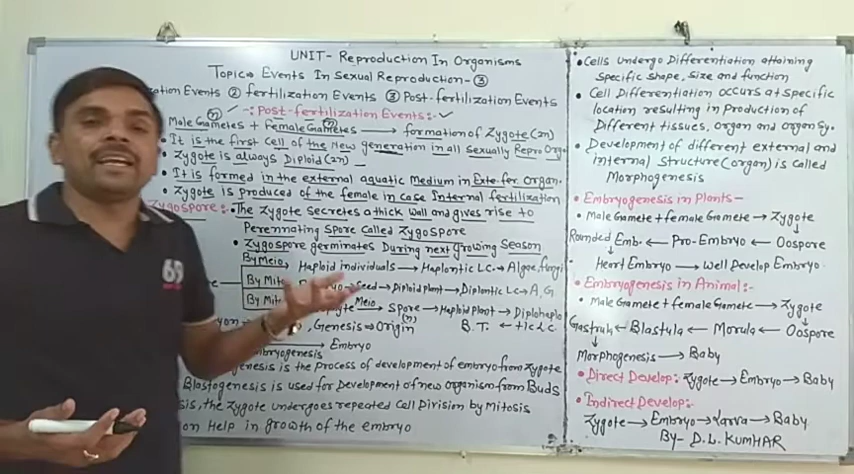 UNIT- Reproduction In Organisms
Topic→ Events In Sexual Reproduction-③
ation Events ② fertilization Events ③ Post-fertilization Events
(n) -: Post-fertilization Events:-
Male Gametes + Female Gametes (n) → formation of Zygote(2n)
• It is the first Cell of the New generation in all sexually Repro. Org.
• Zygote is always Diploid(2n)
• It is formed in the external aquatic Medium in Exte. fer. Organ.
• Zygote is produced of the female in case Internal fertilization
Zygospore:- • The Zygote Secretes a thick Wall and gives rise to
Perennating Spore Called Zygospore
• Zygospore germinates During next growing Season
By Meio→ Haploid individuals → Haplontic LC. → Algae, fungi
By Mit → Seed → Diploid plant → Diplontic LC → A, G
By Mit Meio→ Spore (n) → Haploid Plant → Diplohaplo
Genesis ⇒ Origin B.T. ← tic L.C
→ Embryo
bryogenesis
genesis is the process of development of embryo from Zygote
Blastogenesis is used for Development of new organism from Buds
sis, the Zygote undergoes repeated Cell Division by Mitosis
on Help in growth of the embryo
• Cells undergo Differentiation attaining
specific shape, size and function
• Cell Differentiation occurs at specific
location resulting in production of
Different tissues, organ and organ Sy.
• Development of different external and
internal Structure(organ) is called
Morphogenesis
• Embryogenesis in Plants-
• Male Gamete + female Gamete → Zygote
Rounded Emb. ← Pro-Embryo ← Oospore
Heart Embryo → Well Develop Embryo
• Embryogenesis in Animal:-
• Male Gamete + female Gamete → Zygote
Gastrula ← Blastula ← Morula ← Oospore
Morphogenesis → Baby
• Direct Develop: Zygote → Embryo → Baby
• Indirect Develop:-
Zygote → Embryo → Larva → Baby
By- D.L. KUMHAR
69